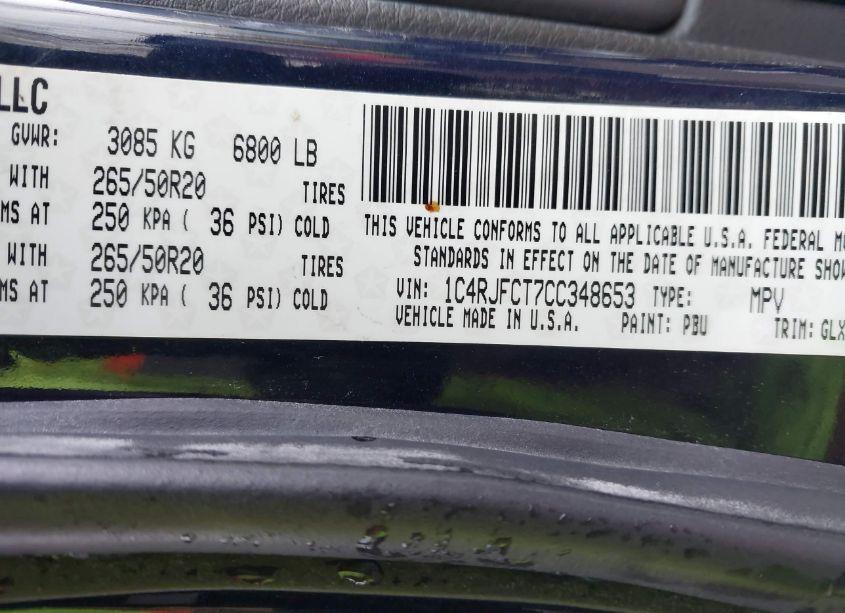 LLC
GVWR: 3085 KG 6800 LB
WITH 265/50R20 TIRES
MS AT 250 KPA ( 36 PSI) COLD
WITH 265/50R20 TIRES
MS AT 250 KPA ( 36 PSI) COLD
THIS VEHICLE CONFORMS TO ALL APPLICABLE U.S.A. FEDERAL M
STANDARDS IN EFFECT ON THE DATE OF MANUFACTURE SHOW
VIN: 1C4RJFCT7CC348653 TYPE: MPV
VEHICLE MADE IN U.S.A. PAINT: PBU TRIM: GLX